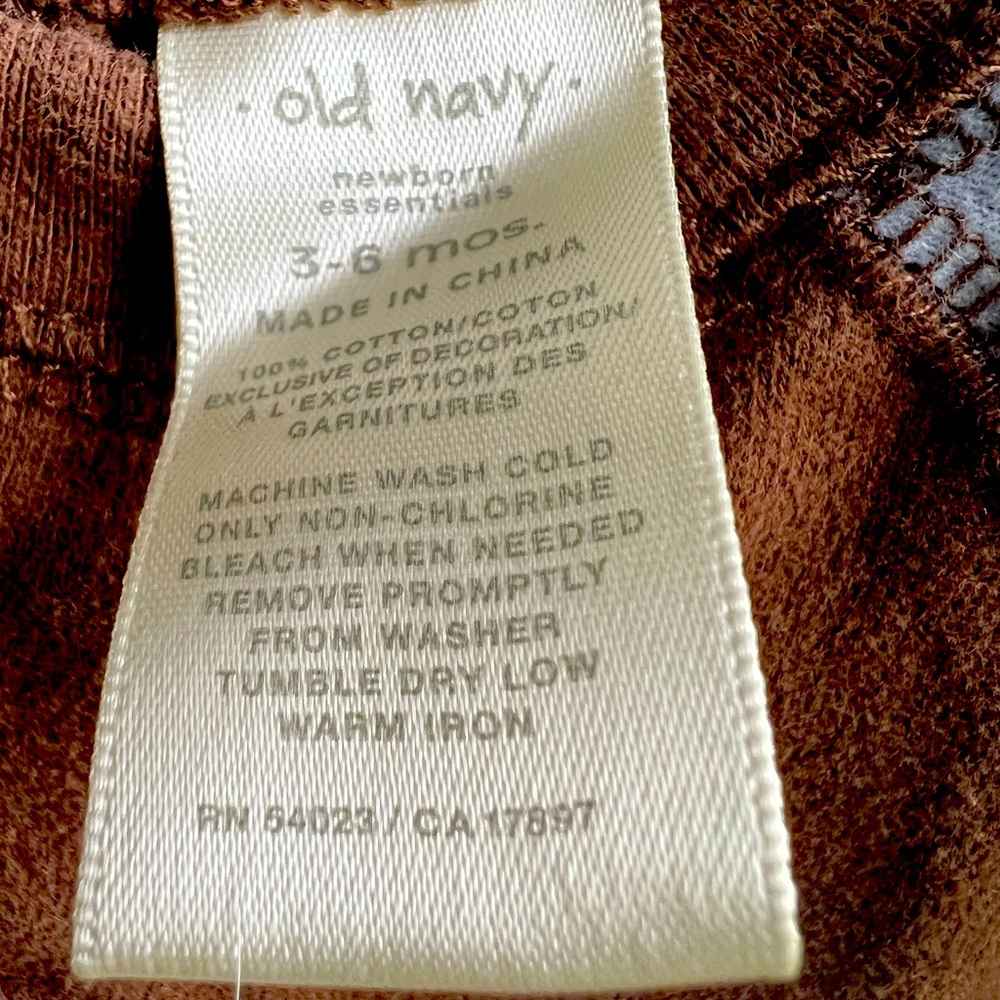 · old navy ·
newborn
essentials
3-6 mos.
MADE IN CHINA
100% COTTON/COTON
EXCLUSIVE OF DECORATION/
A L'EXCEPTION DES
GARNITURES
MACHINE WASH COLD
ONLY NON-CHLORINE
BLEACH WHEN NEEDED
REMOVE PROMPTLY
FROM WASHER
TUMBLE DRY LOW
WARM IRON
RN 54023 / CA 17897